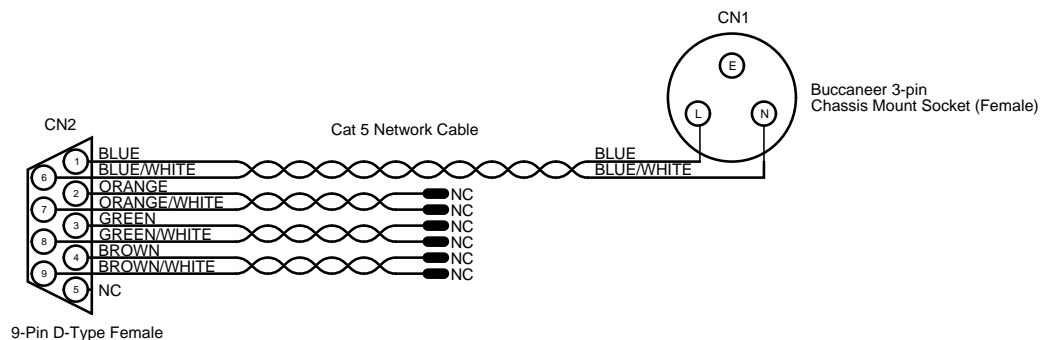 CN1
E
L
N
Buccaneer 3-pin
Chassis Mount Socket (Female)
CN2
Cat 5 Network Cable
1
BLUE
BLUE
6
BLUE/WHITE
BLUE/WHITE
2
ORANGE
NC
7
ORANGE/WHITE
NC
3
GREEN
NC
8
GREEN/WHITE
NC
4
BROWN
NC
9
BROWN/WHITE
NC
5
NC
9-Pin D-Type Female